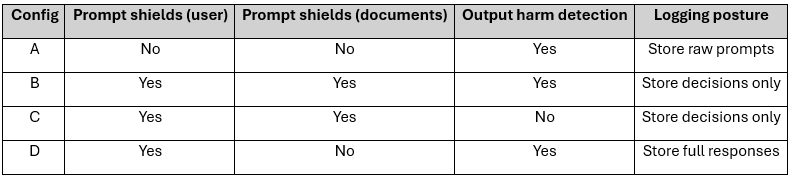 Config Prompt shields (user) Prompt shields (documents) Output harm detection Logging posture
A No No Yes Store raw prompts
B Yes Yes Yes Store decisions only
C Yes Yes No Store decisions only
D Yes No Yes Store full responses